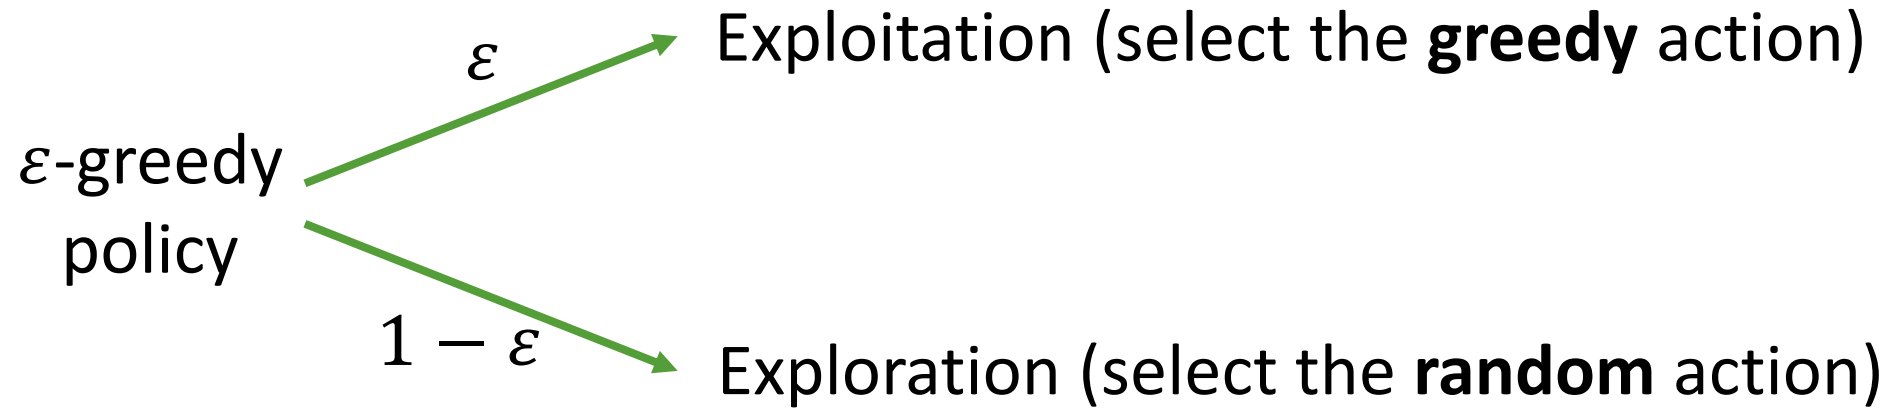 ε
Exploitation (select the greedy action)
ε-greedy
policy
1 − ε
Exploration (select the random action)